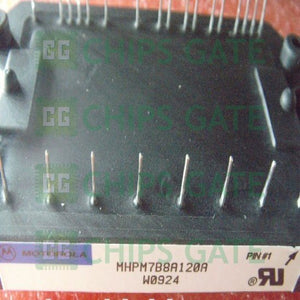 CHIPS GATE
CHIPS GATE
CHIPS GATE
MOTOROLA
MHPM7B8A120A
W0924
PIN #1